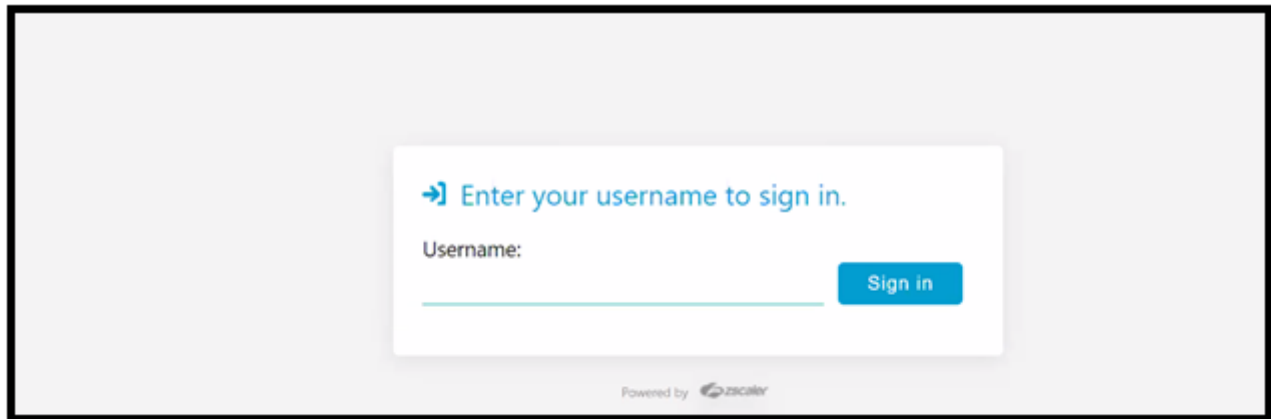 Enter your username to sign in.
Username:
Sign in
Powered by zscaler